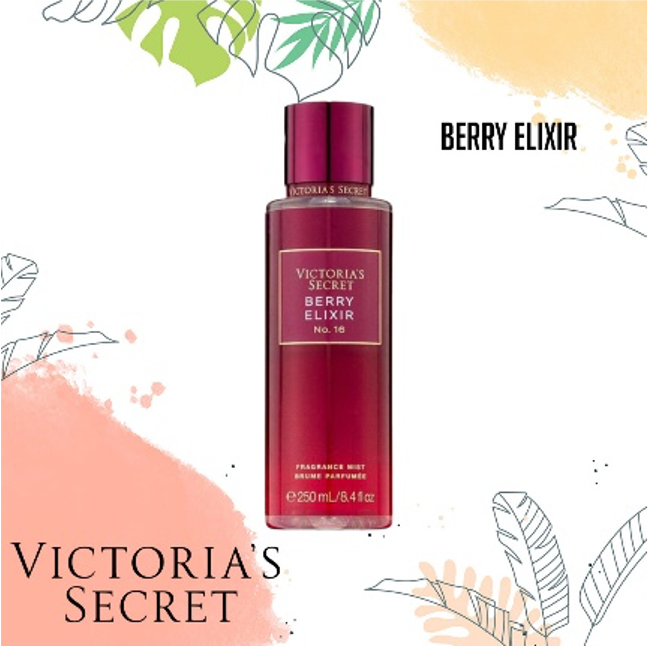 BERRY ELIXIR
VICTORIA'S SECRET
VICTORIA'S
SECRET
BERRY
ELIXIR
No. 16
FRAGRANCE MIST
BRUME PARFUMÉE
℮250 mL/8.4 fl oz
VICTORIA'S
SECRET